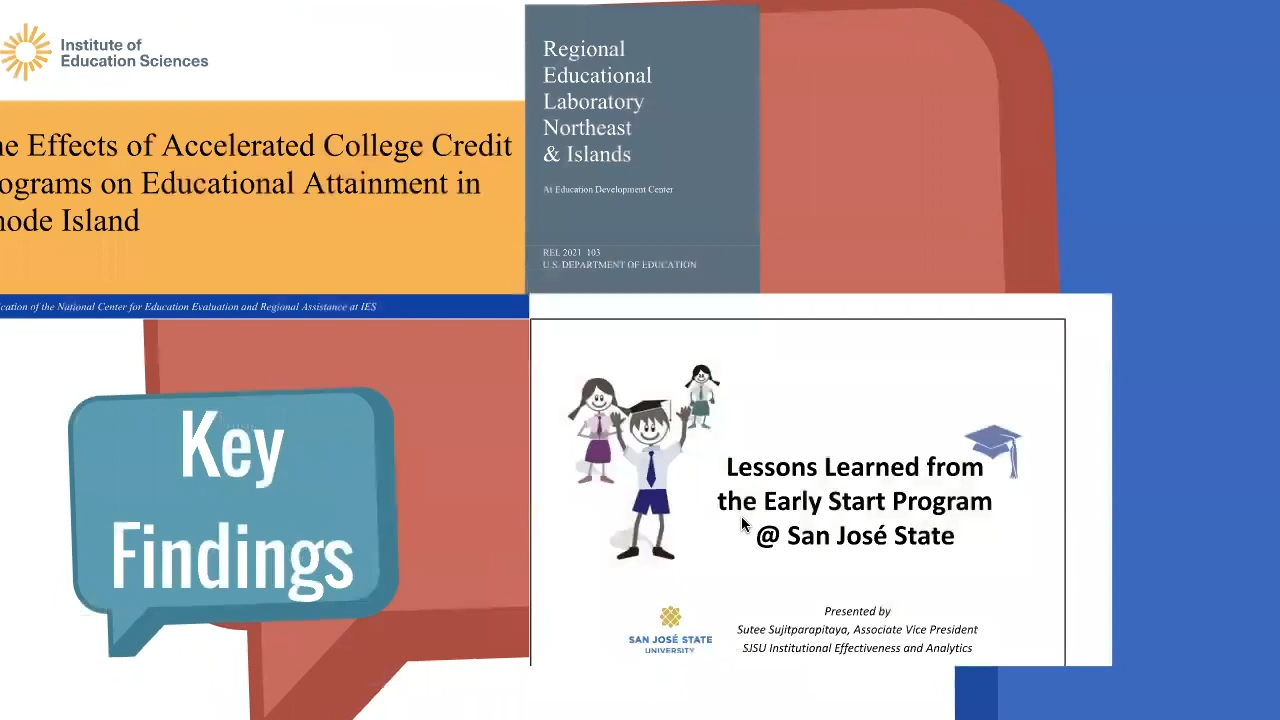 Institute of
Education Sciences
Regional
Educational
Laboratory
Northeast
& Islands
At Education Development Center
REL 2021–103
U.S. DEPARTMENT OF EDUCATION
Effects of Accelerated College Credit
on Educational Attainment in
Island
of the National Center for Education Evaluation and Regional Assistance at IES
Key
Findings
Lessons Learned from
the Early Start Program
@ San José State
Presented by
Sutee Sujitparapitaya, Associate Vice President
SJSU Institutional Effectiveness and Analytics
SAN JOSÉ STATE
UNIVERSITY